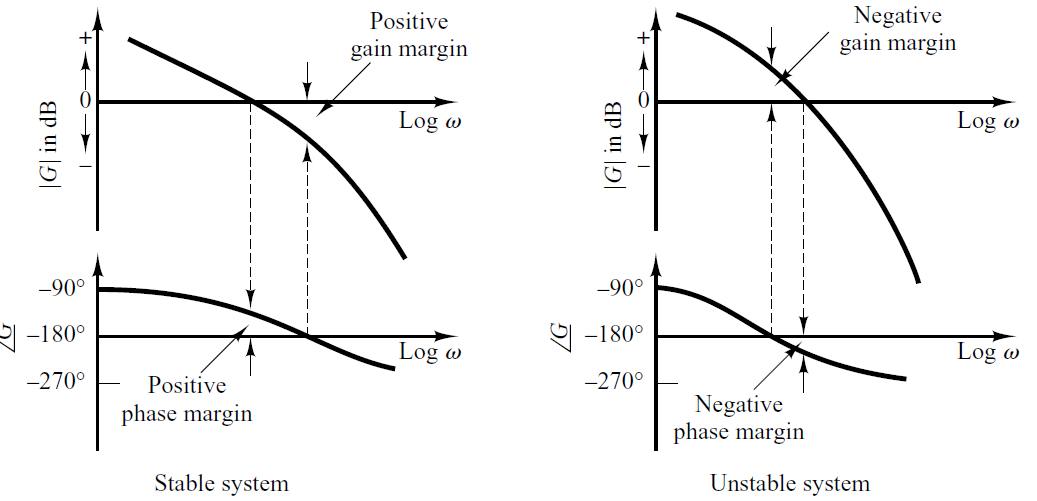 Positive
gain margin
+
0
–
|G| in dB
Log ω
–90°
–180°
–270°
∠G
Log ω
Positive
phase margin
Stable system
Negative
gain margin
+
0
–
|G| in dB
Log ω
–90°
–180°
–270°
∠G
Log ω
Negative
phase margin
Unstable system